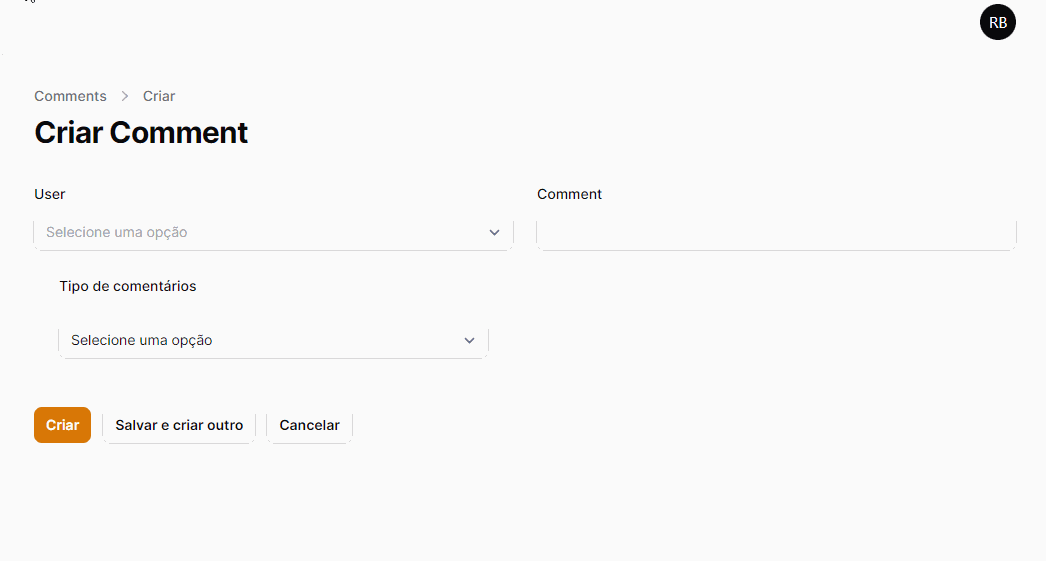 RB
Comments > Criar
Criar Comment
User
Selecione uma opção
Comment
Tipo de comentários
Selecione uma opção
Criar
Salvar e criar outro
Cancelar